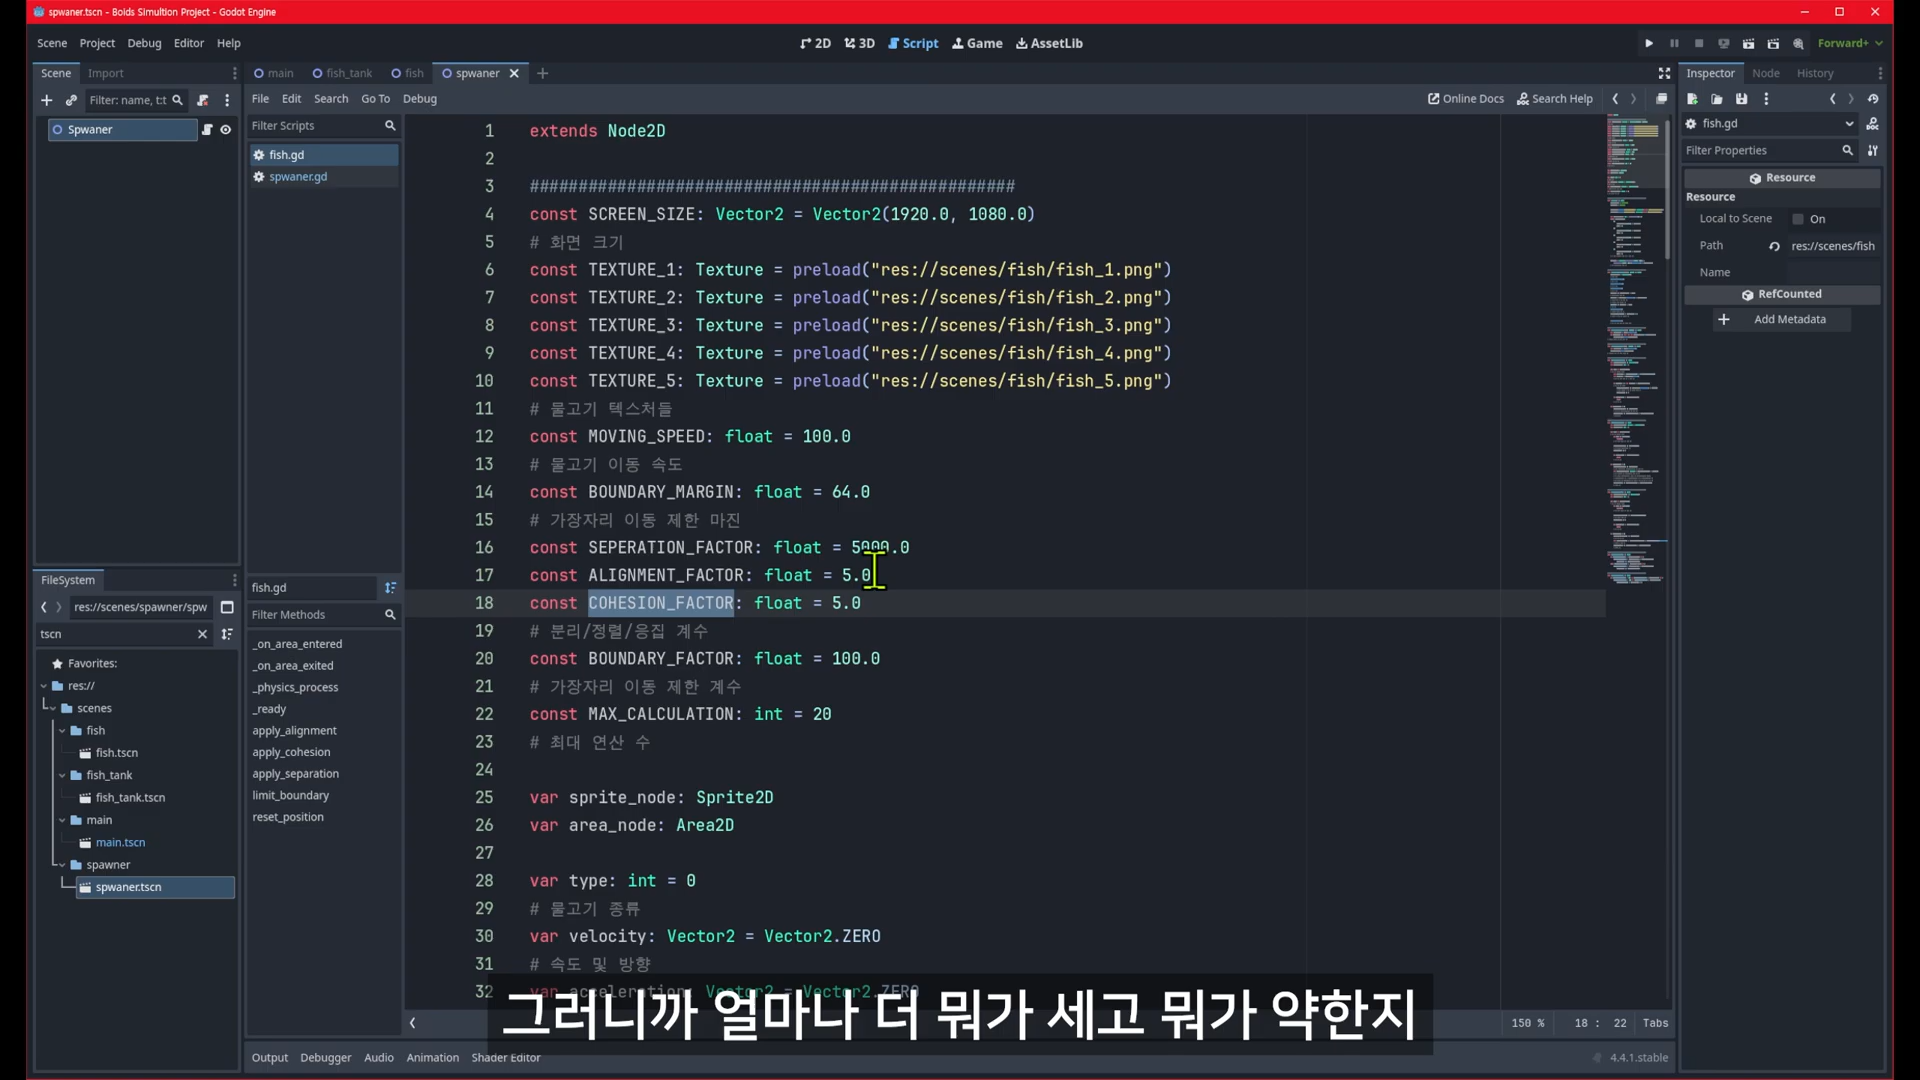 spwaner.tscn - Boids Simultion Project - Godot Engine
Scene Project Debug Editor Help
2D 3D Script Game AssetLib
Forward+
Scene Import
main fish_tank fish spwaner
Inspector Node History
Filter: name, t:t
File Edit Search Go To Debug
Online Docs Search Help
Spwaner
Filter Scripts
fish.gd
spwaner.gd
fish.gd
Filter Methods
_on_area_entered
_on_area_exited
_physics_process
_ready
apply_alignment
apply_cohesion
apply_separation
limit_boundary
reset_position
1 extends Node2D
2
3 ##################################################
4 const SCREEN_SIZE: Vector2 = Vector2(1920.0, 1080.0)
5 # 화면 크기
6 const TEXTURE_1: Texture = preload("res://scenes/fish/fish_1.png")
7 const TEXTURE_2: Texture = preload("res://scenes/fish/fish_2.png")
8 const TEXTURE_3: Texture = preload("res://scenes/fish/fish_3.png")
9 const TEXTURE_4: Texture = preload("res://scenes/fish/fish_4.png")
10 const TEXTURE_5: Texture = preload("res://scenes/fish/fish_5.png")
11 # 물고기 텍스처들
12 const MOVING_SPEED: float = 100.0
13 # 물고기 이동 속도
14 const BOUNDARY_MARGIN: float = 64.0
15 # 가장자리 이동 제한 마진
16 const SEPERATION_FACTOR: float = 5000.0
17 const ALIGNMENT_FACTOR: float = 5.0
18 const COHESION_FACTOR: float = 5.0
19 # 분리/정렬/응집 계수
20 const BOUNDARY_FACTOR: float = 100.0
21 # 가장자리 이동 제한 계수
22 const MAX_CALCULATION: int = 20
23 # 최대 연산 수
24
25 var sprite_node: Sprite2D
26 var area_node: Area2D
27
28 var type: int = 0
29 # 물고기 종류
30 var velocity: Vector2 = Vector2.ZERO
31 # 속도 및 방향
32 var acceleration: Vector2 = Vector2.ZERO
그러니까 얼마나 더 뭐가 세고 뭐가 약한지
150 % 18 : 22 Tabs
FileSystem
res://scenes/spawner/spw
tscn
Favorites:
res://
scenes
fish
fish.tscn
fish_tank
fish_tank.tscn
main
main.tscn
spawner
spwaner.tscn
Output Debugger Audio Animation Shader Editor
4.4.1.stable
fish.gd
Filter Properties
Resource
Resource
Local to Scene On
Path res://scenes/fish
Name
RefCounted
Add Metadata